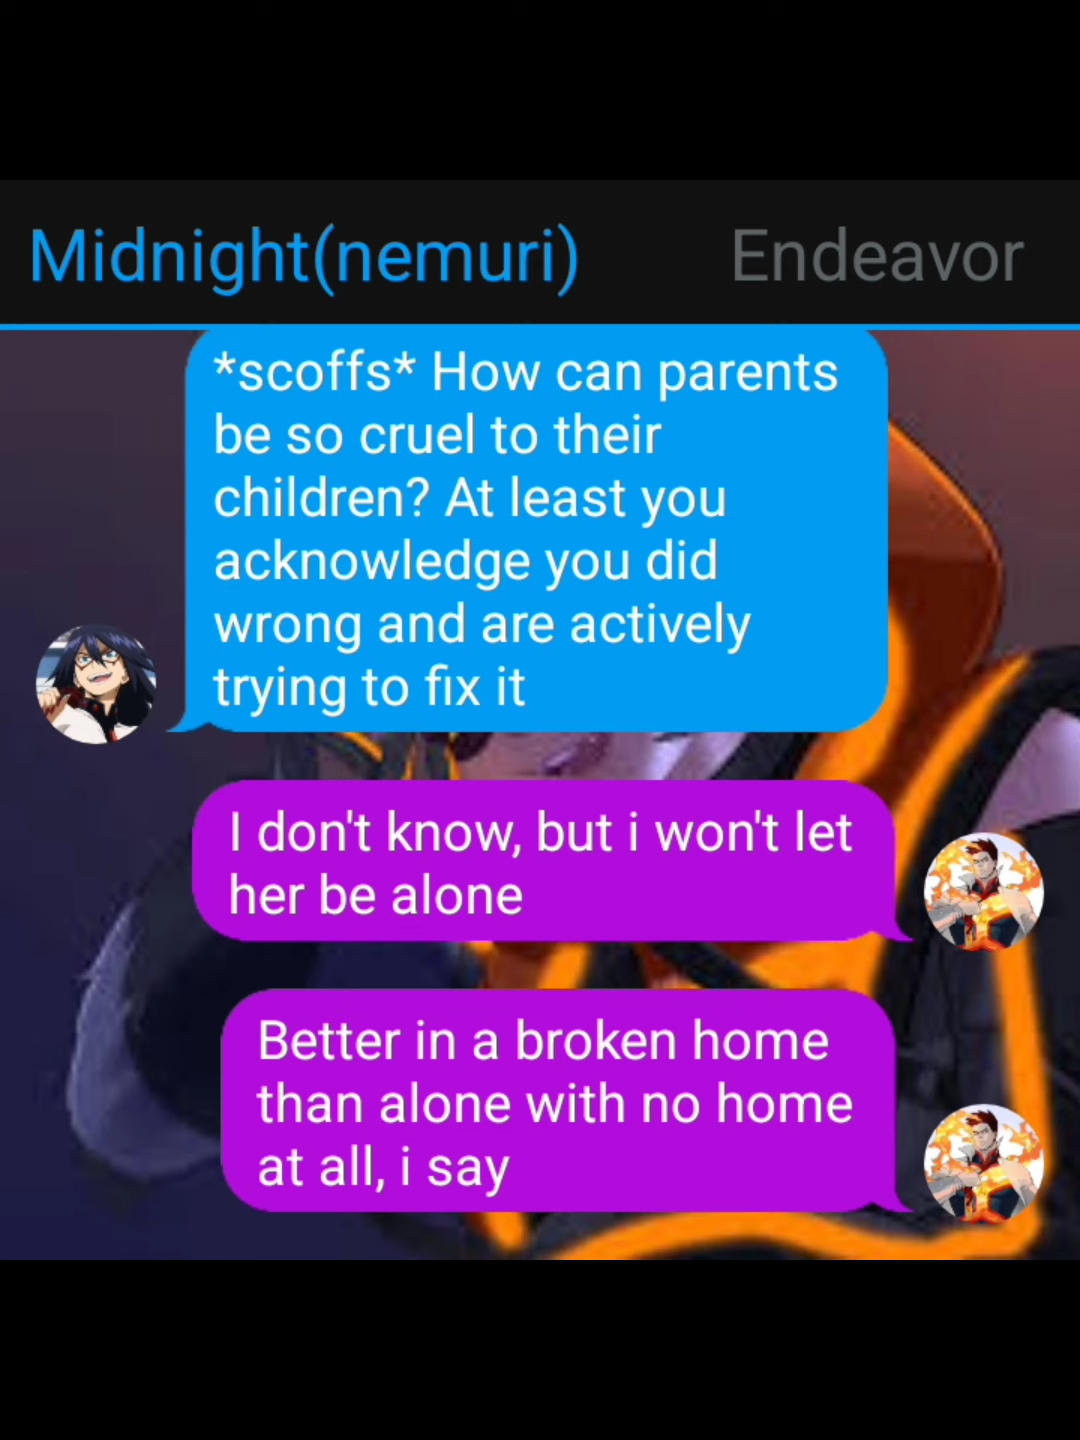 Midnight(nemuri) Endeavor
*scoffs* How can parents
be so cruel to their
children? At least you
acknowledge you did
wrong and are actively
trying to fix it
I don't know, but i won't let
her be alone
Better in a broken home
than alone with no home
at all, i say